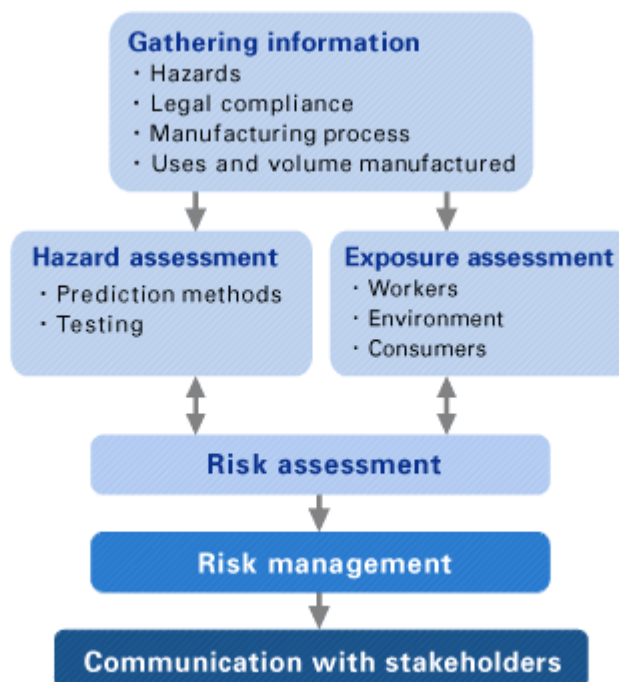 Gathering information
・Hazards
・Legal compliance
・Manufacturing process
・Uses and volume manufactured
Hazard assessment
・Prediction methods
・Testing
Exposure assessment
・Workers
・Environment
・Consumers
Risk assessment
Risk management
Communication with stakeholders